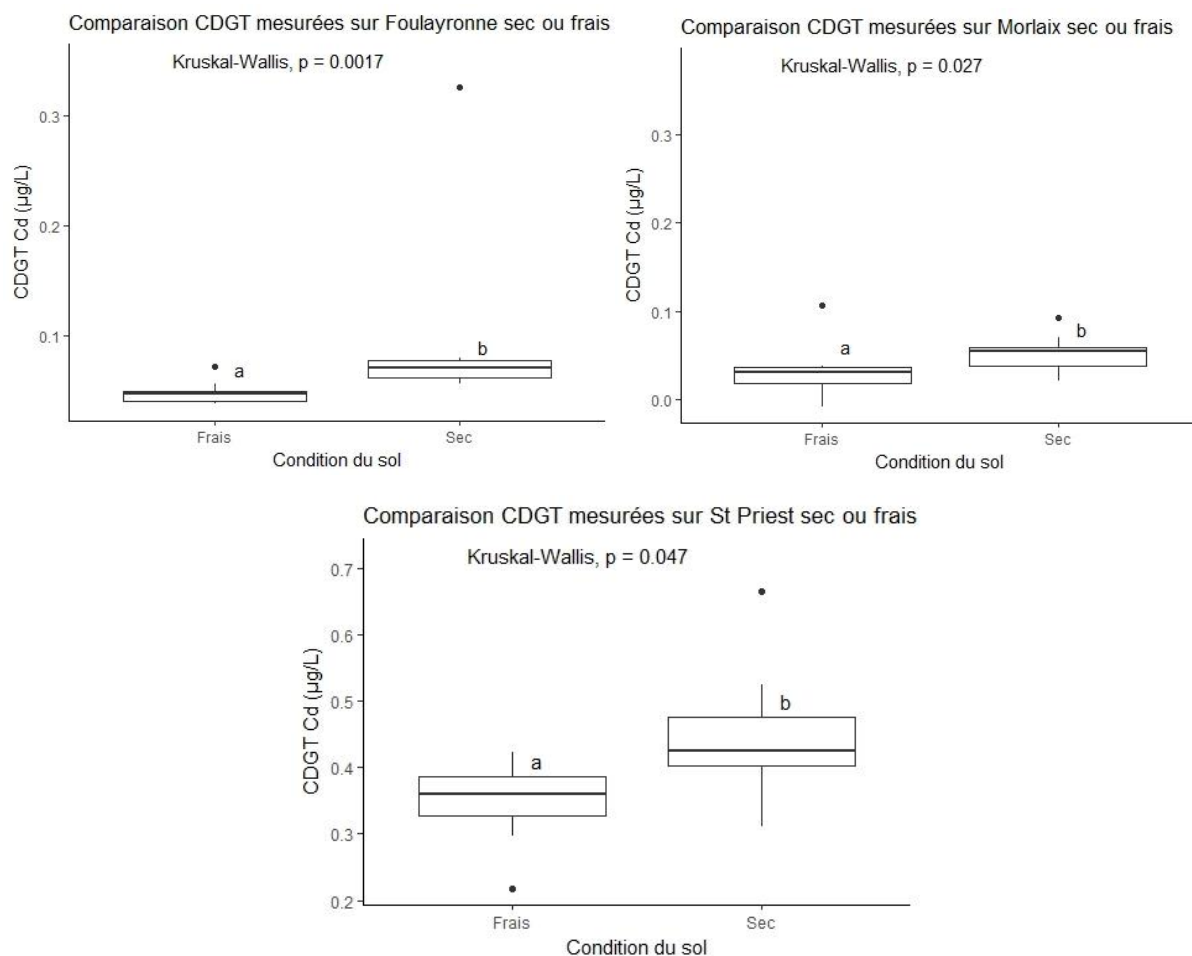 Comparaison CDGT mesurées sur Foulayronne sec ou frais
Kruskal-Wallis, p = 0.0017
CDGT Cd (µg/L)
0.3
0.2
0.1
a
b
Frais
Sec
Condition du sol
Comparaison CDGT mesurées sur Morlaix sec ou frais
Kruskal-Wallis, p = 0.027
CDGT Cd (µg/L)
0.3
0.2
0.1
0.0
a
b
Frais
Sec
Condition du sol
Comparaison CDGT mesurées sur St Priest sec ou frais
Kruskal-Wallis, p = 0.047
CDGT Cd (µg/L)
0.7
0.6
0.5
0.4
0.3
0.2
a
b
Frais
Sec
Condition du sol